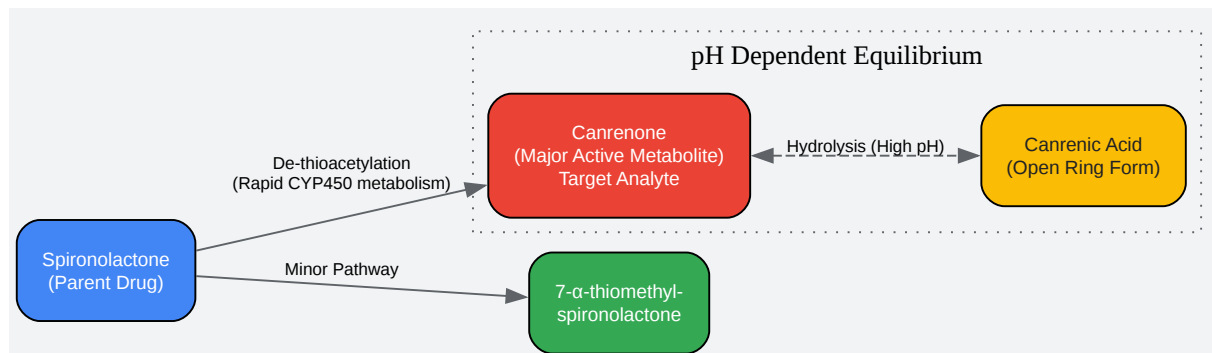 pH Dependent Equilibrium
Canrenone
(Major Active Metabolite)
Target Analyte
Hydrolysis (High pH)
Canrenic Acid
(Open Ring Form)
De-thioacetylation
(Rapid CYP450 metabolism)
Spironolactone
(Parent Drug)
Minor Pathway
7-α-thiomethyl-
spironolactone